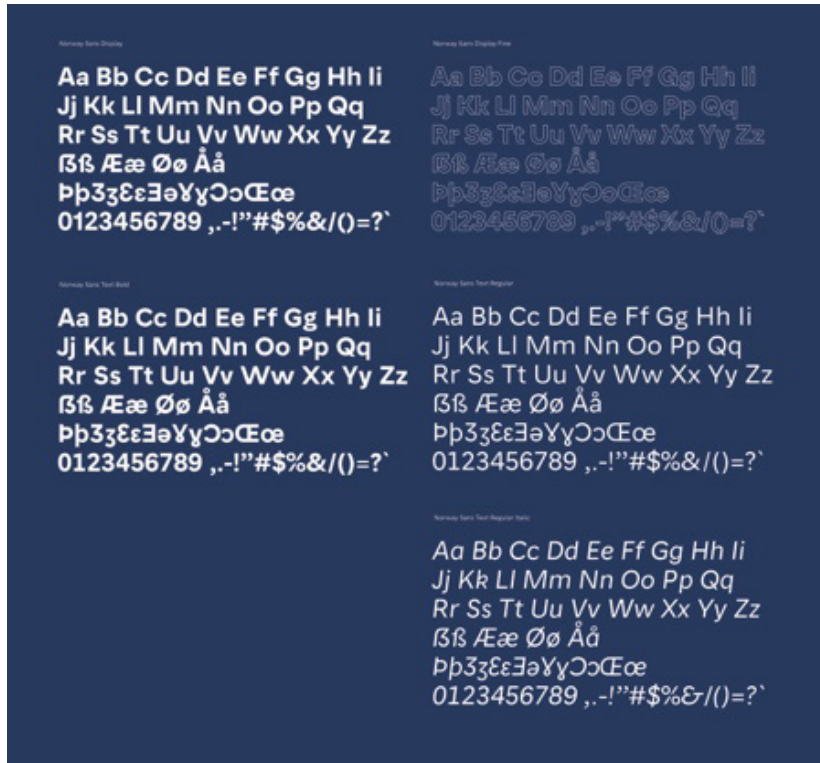 Norway Sans Display
Aa Bb Cc Dd Ee Ff Gg Hh Ii
Jj Kk Ll Mm Nn Oo Pp Qq
Rr Ss Tt Uu Vv Ww Xx Yy Zz
ẞß Ææ Øø Åå
ÞþƷʒƐɛƎəƔɣƆɔŒœ
0123456789 ,.-!”#$%&/()=?`
Norway Sans Display Fine
Aa Bb Cc Dd Ee Ff Gg Hh Ii
Jj Kk Ll Mm Nn Oo Pp Qq
Rr Ss Tt Uu Vv Ww Xx Yy Zz
ẞß Ææ Øø Åå
ÞþƷʒƐɛƎəƔɣƆɔŒœ
0123456789 ,.-!”#$%&/()=?`
Norway Sans Text Bold
Aa Bb Cc Dd Ee Ff Gg Hh Ii
Jj Kk Ll Mm Nn Oo Pp Qq
Rr Ss Tt Uu Vv Ww Xx Yy Zz
ẞß Ææ Øø Åå
ÞþƷʒƐɛƎəƔɣƆɔŒœ
0123456789 ,.-!”#$%&/()=?`
Norway Sans Text Regular
Aa Bb Cc Dd Ee Ff Gg Hh Ii
Jj Kk Ll Mm Nn Oo Pp Qq
Rr Ss Tt Uu Vv Ww Xx Yy Zz
ẞß Ææ Øø Åå
ÞþƷʒƐɛƎəƔɣƆɔŒœ
0123456789 ,.-!”#$%&/()=?`
Norway Sans Text Regular Italic
Aa Bb Cc Dd Ee Ff Gg Hh Ii
Jj Kk Ll Mm Nn Oo Pp Qq
Rr Ss Tt Uu Vv Ww Xx Yy Zz
ẞß Ææ Øø Åå
ÞþƷʒƐɛƎəƔɣƆɔŒœ
0123456789 ,.-!”#$%&/()=?`